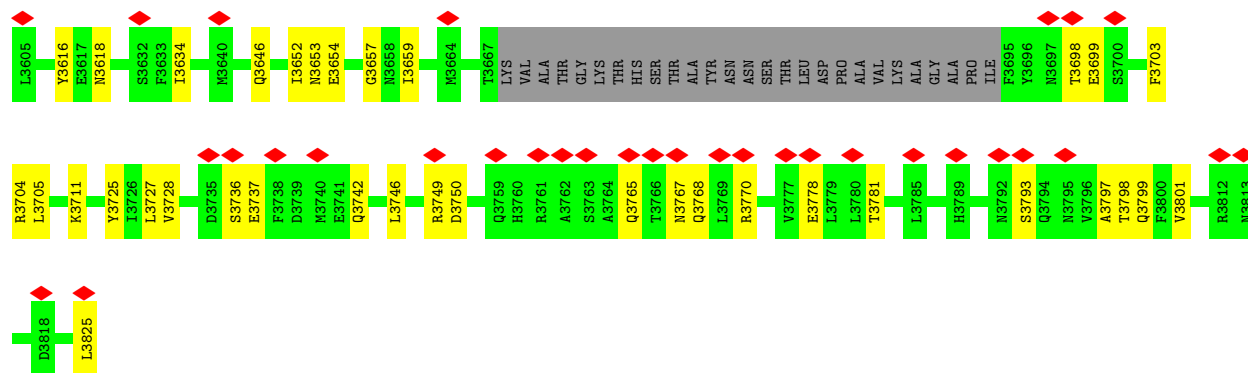 L3605 Y3616 E3617 N3618 S3632 F3633 I3634 M3640 Q3646 I3652 N3653 E3654 G3657 N3658 I3659 M3664 T3667 LYS VAL ALA THR GLY LYS THR HIS SER THR ALA TYR ASN ASN SER THR LEU ASP PRO ALA VAL LYS ALA GLY ALA PRO ILE F3695 Y3696 N3697 T3698 E3699 S3700 F3703
R3704 L3705 K3711 Y3725 I3726 L3727 V3728 D3735 S3736 E3737 F3738 D3739 M3740 E3741 Q3742 L3746 R3749 D3750 Q3759 H3760 R3761 A3762 S3763 A3764 Q3765 T3766 N3767 Q3768 L3769 R3770 V3777 E3778 L3779 L3780 T3781 L3785 H3789 N3792 S3793 Q3794 N3795 V3796 A3797 T3798 Q3799 F3800 V3801 R3812 N3813
D3818 L3825